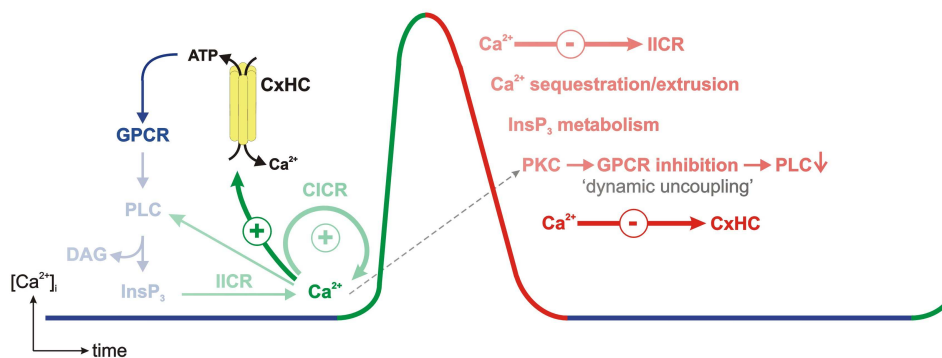 ATP
CxHC
GPCR
Ca²⁺
PLC
CICR
+
+
DAG
InsP₃
IICR
Ca²⁺
[Ca²⁺]ᵢ
time
Ca²⁺ - IICR
Ca²⁺ sequestration/extrusion
InsP₃ metabolism
PKC → GPCR inhibition → PLC ↓
'dynamic uncoupling'
Ca²⁺ - CxHC